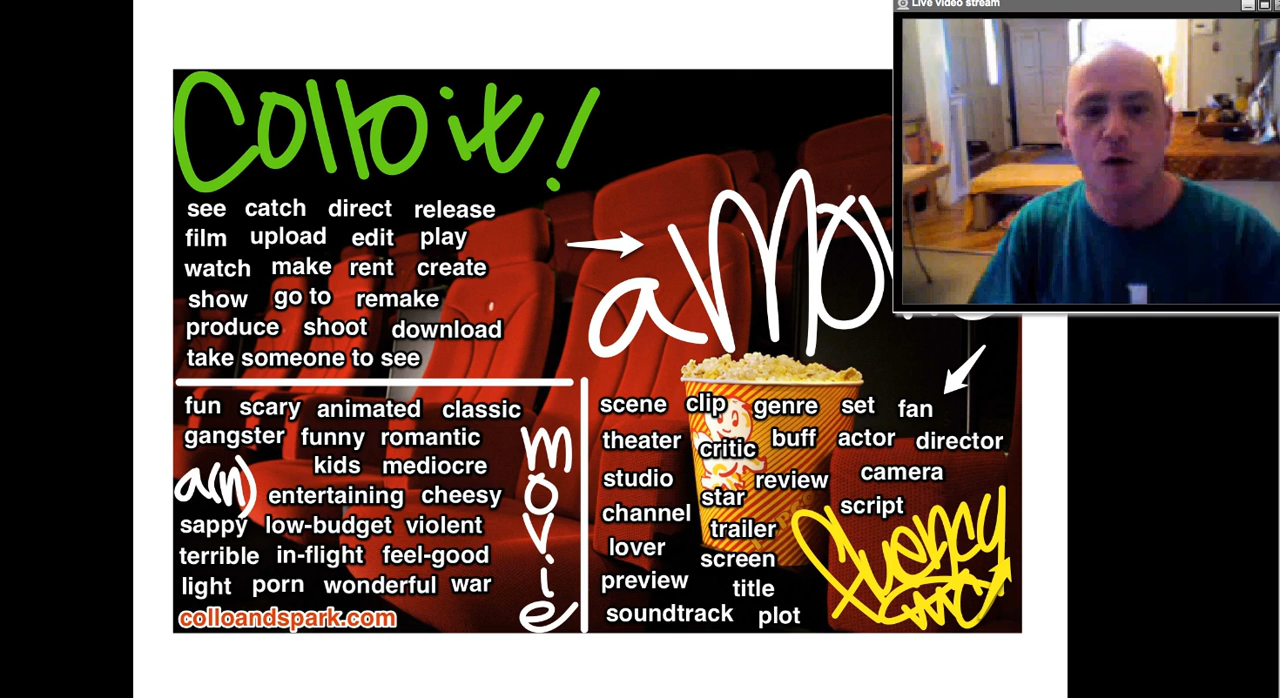 Live video stream
Collo it!
see catch direct release
film upload edit play
watch make rent create
show go to remake
produce shoot download
take someone to see
a Mov
fun scary animated classic
gangster funny romantic
kids mediocre
a(n)
entertaining cheesy
sappy low-budget violent
terrible in-flight feel-good
light porn wonderful war
movie
colloandspark.com
scene clip genre set fan
theater critic buff actor director
studio star review camera
channel trailer script
lover screen
preview title
soundtrack plot
fluency